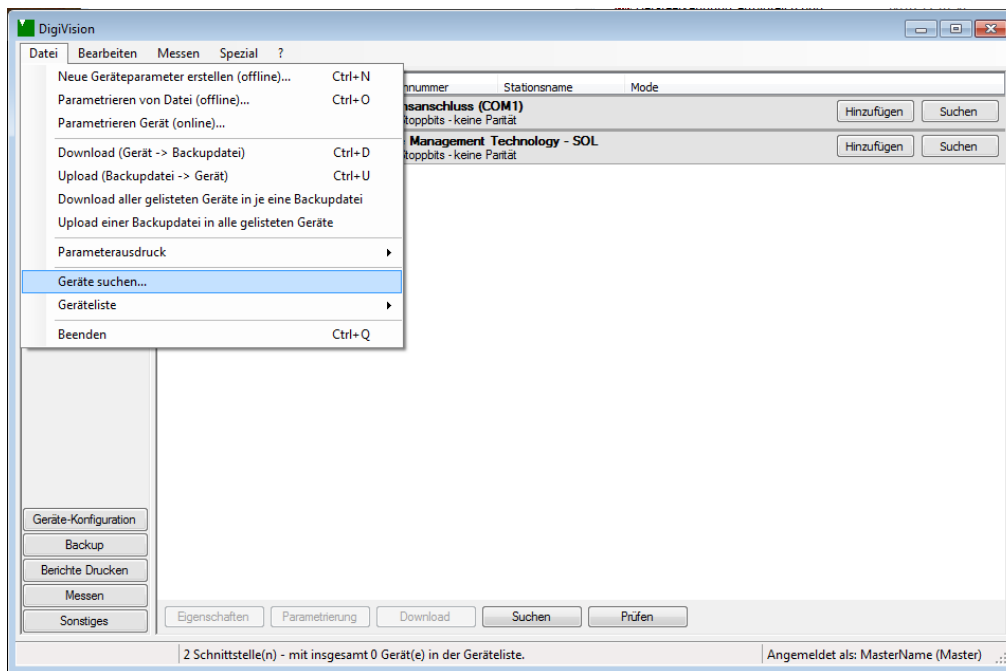 DigiVision
Datei Bearbeiten Messen Spezial ?
Neue Geräteparameter erstellen (offline)... Ctrl+N
Parametrieren von Datei (offline)... Ctrl+O
Parametrieren Gerät (online)...
Download (Gerät -> Backupdatei) Ctrl+D
Upload (Backupdatei -> Gerät) Ctrl+U
Download aller gelisteten Geräte in je eine Backupdatei
Upload einer Backupdatei in alle gelisteten Geräte
Parameterausdruck
Geräte suchen...
Geräteliste
Beenden Ctrl+Q
nnummer Stationsname Mode
nsanschluss (COM1)
Stoppbits - keine Parität
Hinzufügen Suchen
Management Technology - SOL
Stoppbits - keine Parität
Hinzufügen Suchen
Geräte-Konfiguration
Backup
Berichte Drucken
Messen
Sonstiges
Eigenschaften Parametrierung Download Suchen Prüfen
2 Schnittstelle(n) - mit insgesamt 0 Gerät(e) in der Geräteliste.
Angemeldet als: MasterName (Master)